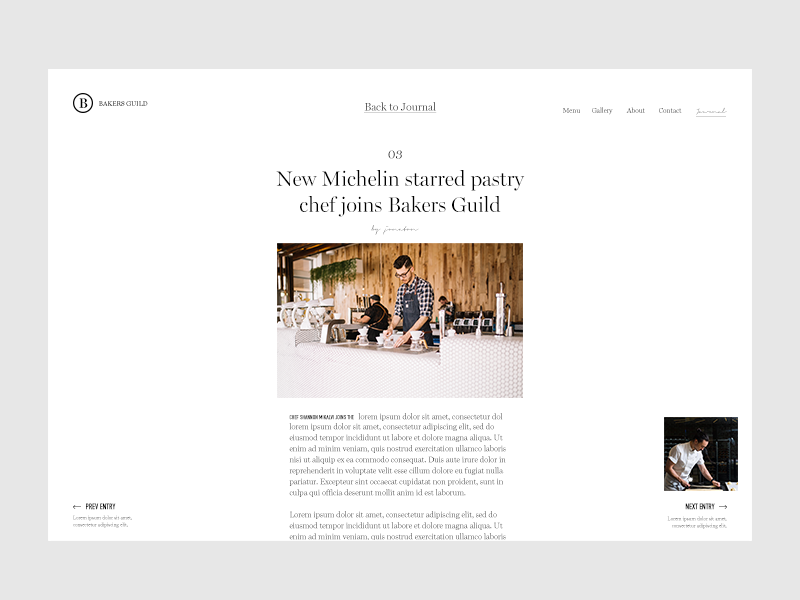 B
BAKERS GUILD
Back to Journal
Menu Gallery About Contact Journal
03
New Michelin starred pastry
chef joins Bakers Guild
by
CHEF SHANNON MIKALVI JOINS THE lorem ipsum dolor sit amet, consectetur dol
lorem ipsum dolor sit amet, consectetur adipiscing elit, sed do
eiusmod tempor incididunt ut labore et dolore magna aliqua. Ut
enim ad minim veniam, quis nostrud exercitation ullamco laboris
nisi ut aliquip ex ea commodo consequat. Duis aute irure dolor in
reprehenderit in voluptate velit esse cillum dolore eu fugiat nulla
pariatur. Excepteur sint occaecat cupidatat non proident, sunt in
culpa qui officia deserunt mollit anim id est laborum.
Lorem ipsum dolor sit amet, consectetur adipiscing elit, sed do
eiusmod tempor incididunt ut labore et dolore magna aliqua. Ut
enim ad minim veniam, quis nostrud exercitation ullamco laboris
← PREV ENTRY
Lorem ipsum dolor sit amet,
consectetur adipiscing elit,
NEXT ENTRY →
Lorem ipsum dolor sit amet,
consectetur adipiscing elit,